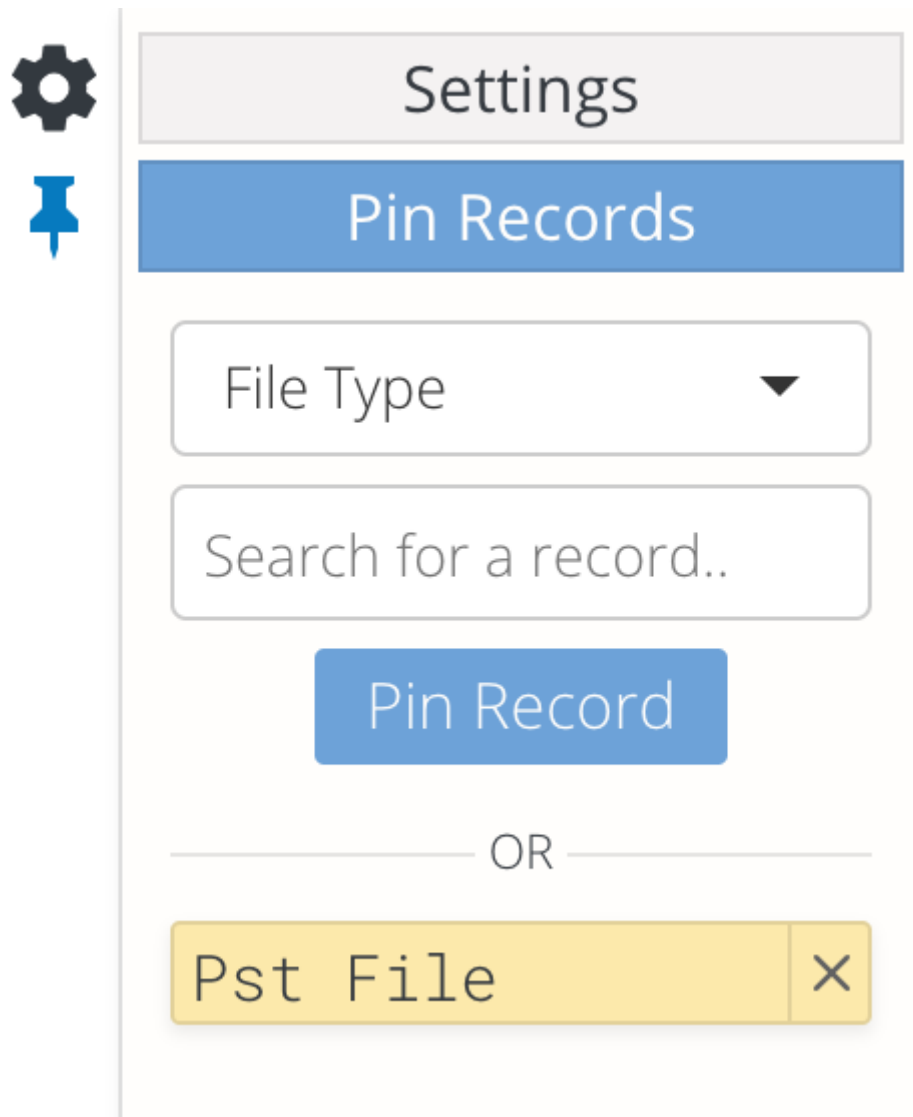 Settings
Pin Records
File Type
Search for a record..
Pin Record
OR
Pst File